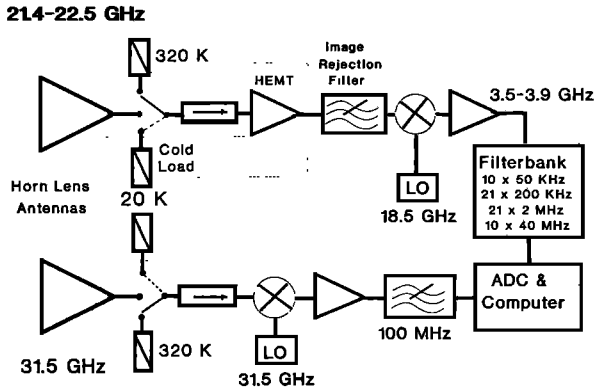 21.4-22.5 GHz
320 K
HEMT
Image
Rejection
Filter
3.5-3.9 GHz
Cold
Load
20 K
Horn Lens
Antennas
LO
18.5 GHz
Filterbank
10 x 50 KHz
21 x 200 KHz
21 x 2 MHz
10 x 40 MHz
ADC &
Computer
100 MHz
LO
31.5 GHz
320 K
31.5 GHz